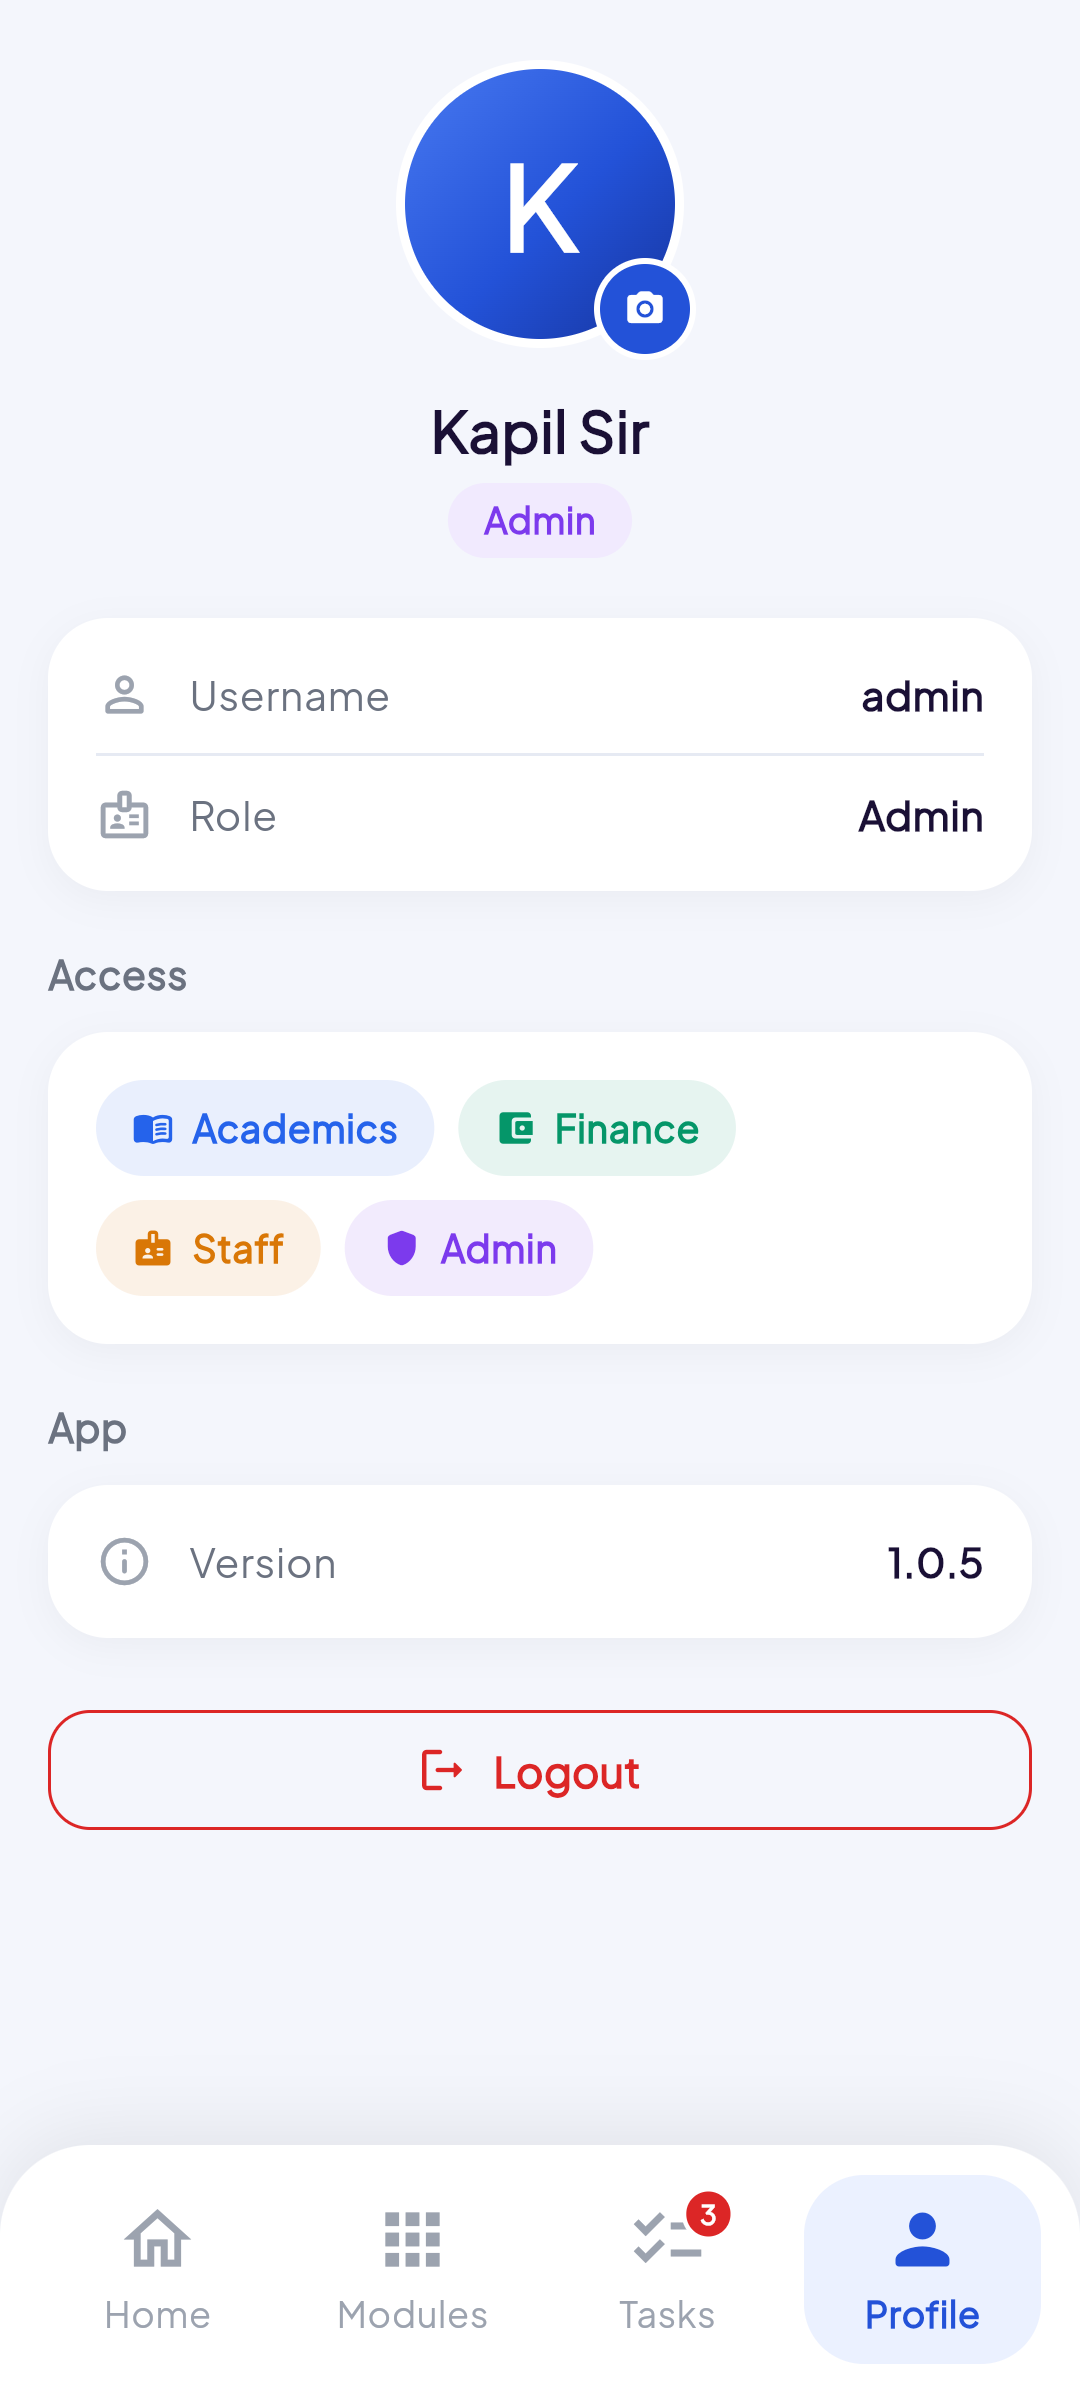 K
Kapil Sir
Admin
Username admin
Role Admin
Access
Academics Finance
Staff Admin
App
Version 1.0.5
Logout
3
Home Modules Tasks Profile